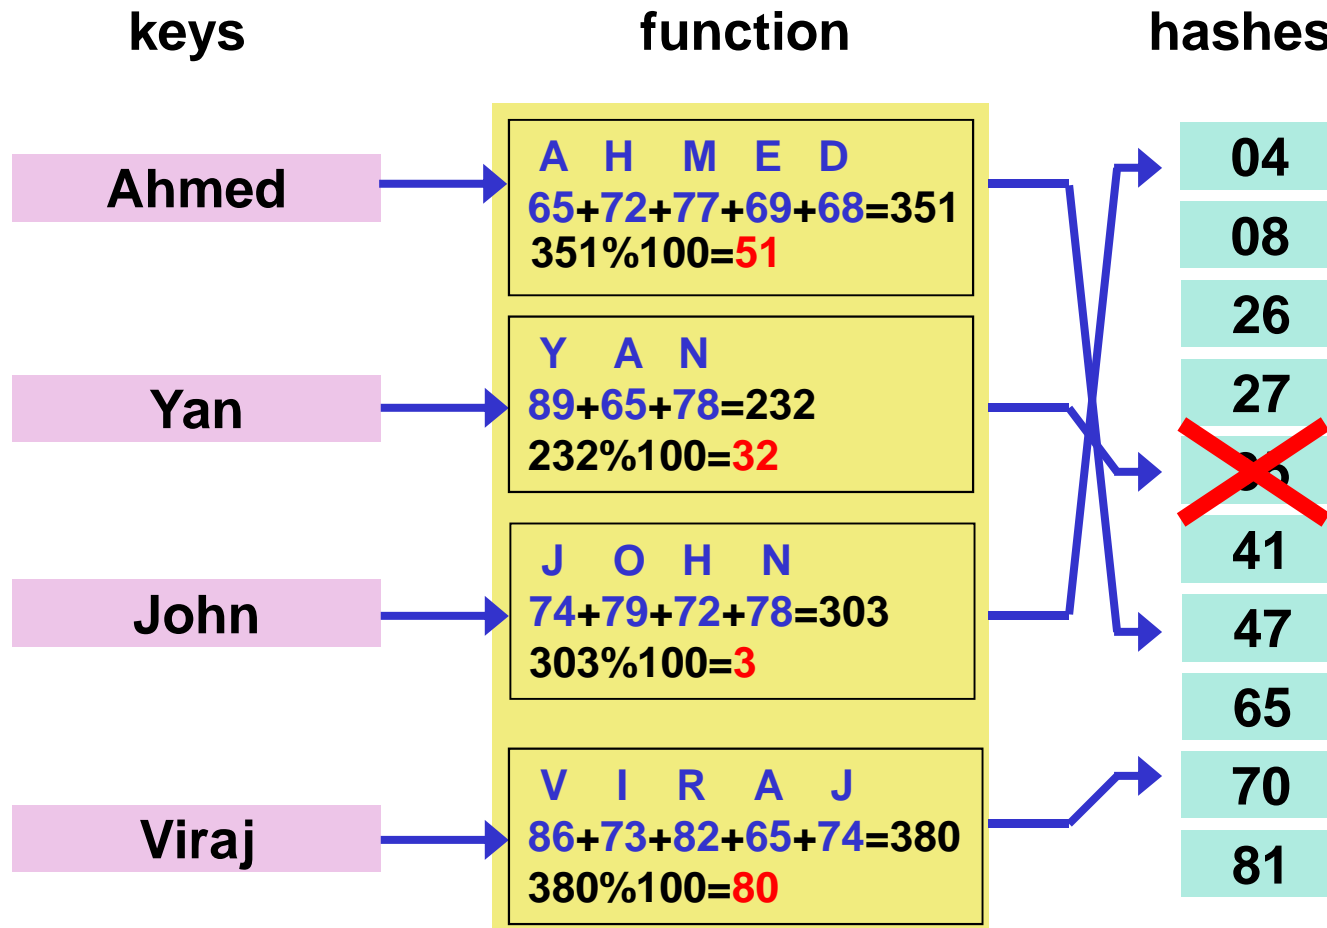 keys function hashes
Ahmed
A H M E D
65+72+77+69+68=351
351%100=51
Yan
Y A N
89+65+78=232
232%100=32
John
J O H N
74+79+72+78=303
303%100=3
Viraj
V I R A J
86+73+82+65+74=380
380%100=80
04
08
26
27
41
47
65
70
81